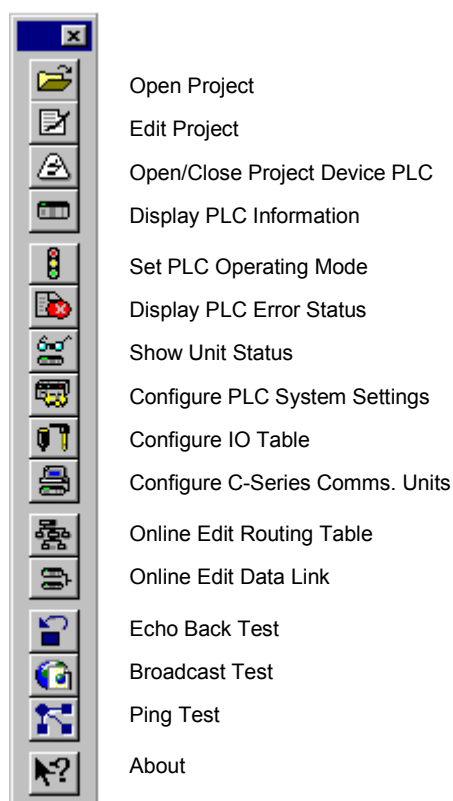 Open Project
Edit Project
Open/Close Project Device PLC
Display PLC Information
Set PLC Operating Mode
Display PLC Error Status
Show Unit Status
Configure PLC System Settings
Configure IO Table
Configure C-Series Comms. Units
Online Edit Routing Table
Online Edit Data Link
Echo Back Test
Broadcast Test
Ping Test
About